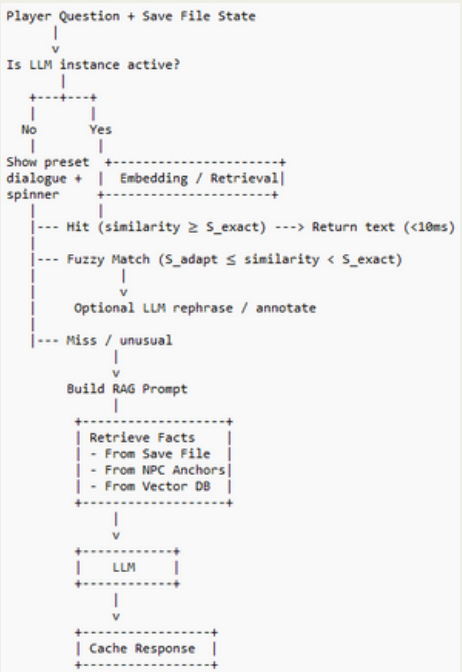 Player Question + Save File State
|
v
Is LLM instance active?
|
+---+---+
| |
No Yes
| |
Show preset +----------------------+
dialogue + | Embedding / Retrieval|
spinner +----------------------+
| |
|--- Hit (similarity ≥ S_exact) ---> Return text (<10ms)
|
|--- Fuzzy Match (S_adapt ≤ similarity < S_exact)
| |
| v
| Optional LLM rephrase / annotate
|
|--- Miss / unusual
|
v
Build RAG Prompt
|
+-------------------+
| Retrieve Facts |
| - From Save File |
| - From NPC Anchors|
| - From Vector DB |
+-------------------+
|
v
+------------+
| LLM |
+------------+
|
v
+-----------------+
| Cache Response |
+-----------------+